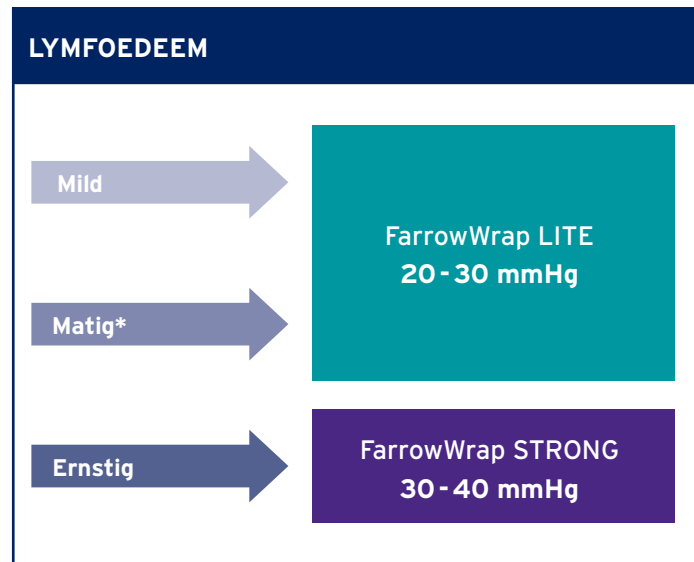 LYMFOEDEEM
Mild
FarrowWrap LITE
20-30 mmHg
Matig*
Ernstig
FarrowWrap STRONG
30-40 mmHg